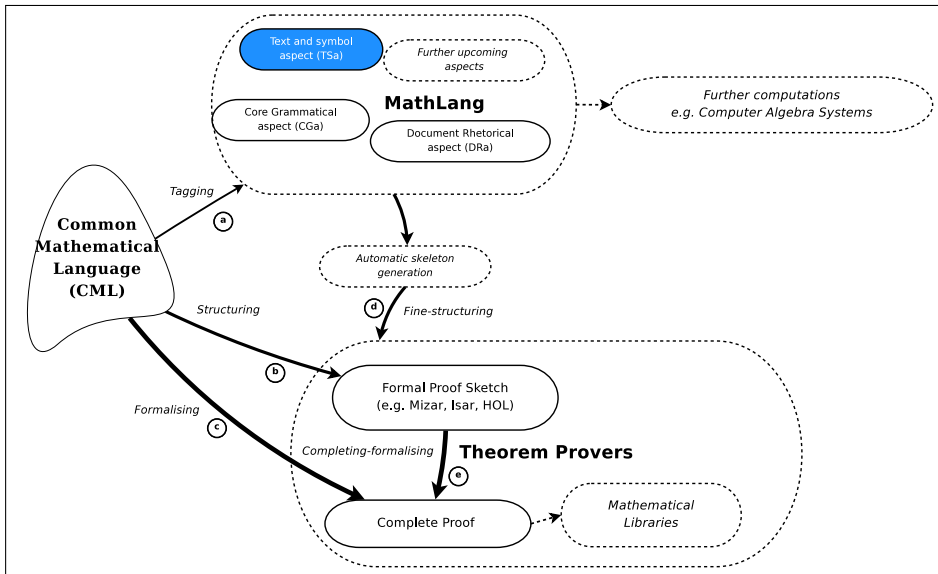 Text and symbol
aspect (TSa)
Further upcoming
aspects
MathLang
Core Grammatical
aspect (CGa)
Document Rhetorical
aspect (DRa)
Further computations
e.g. Computer Algebra Systems
Tagging
a
Common
Mathematical
Language
(CML)
Automatic skeleton
generation
Structuring
d
Fine-structuring
b
Formal Proof Sketch
(e.g. Mizar, Isar, HOL)
Formalising
c
Completing-formalising
Theorem Provers
e
Mathematical
Libraries
Complete Proof